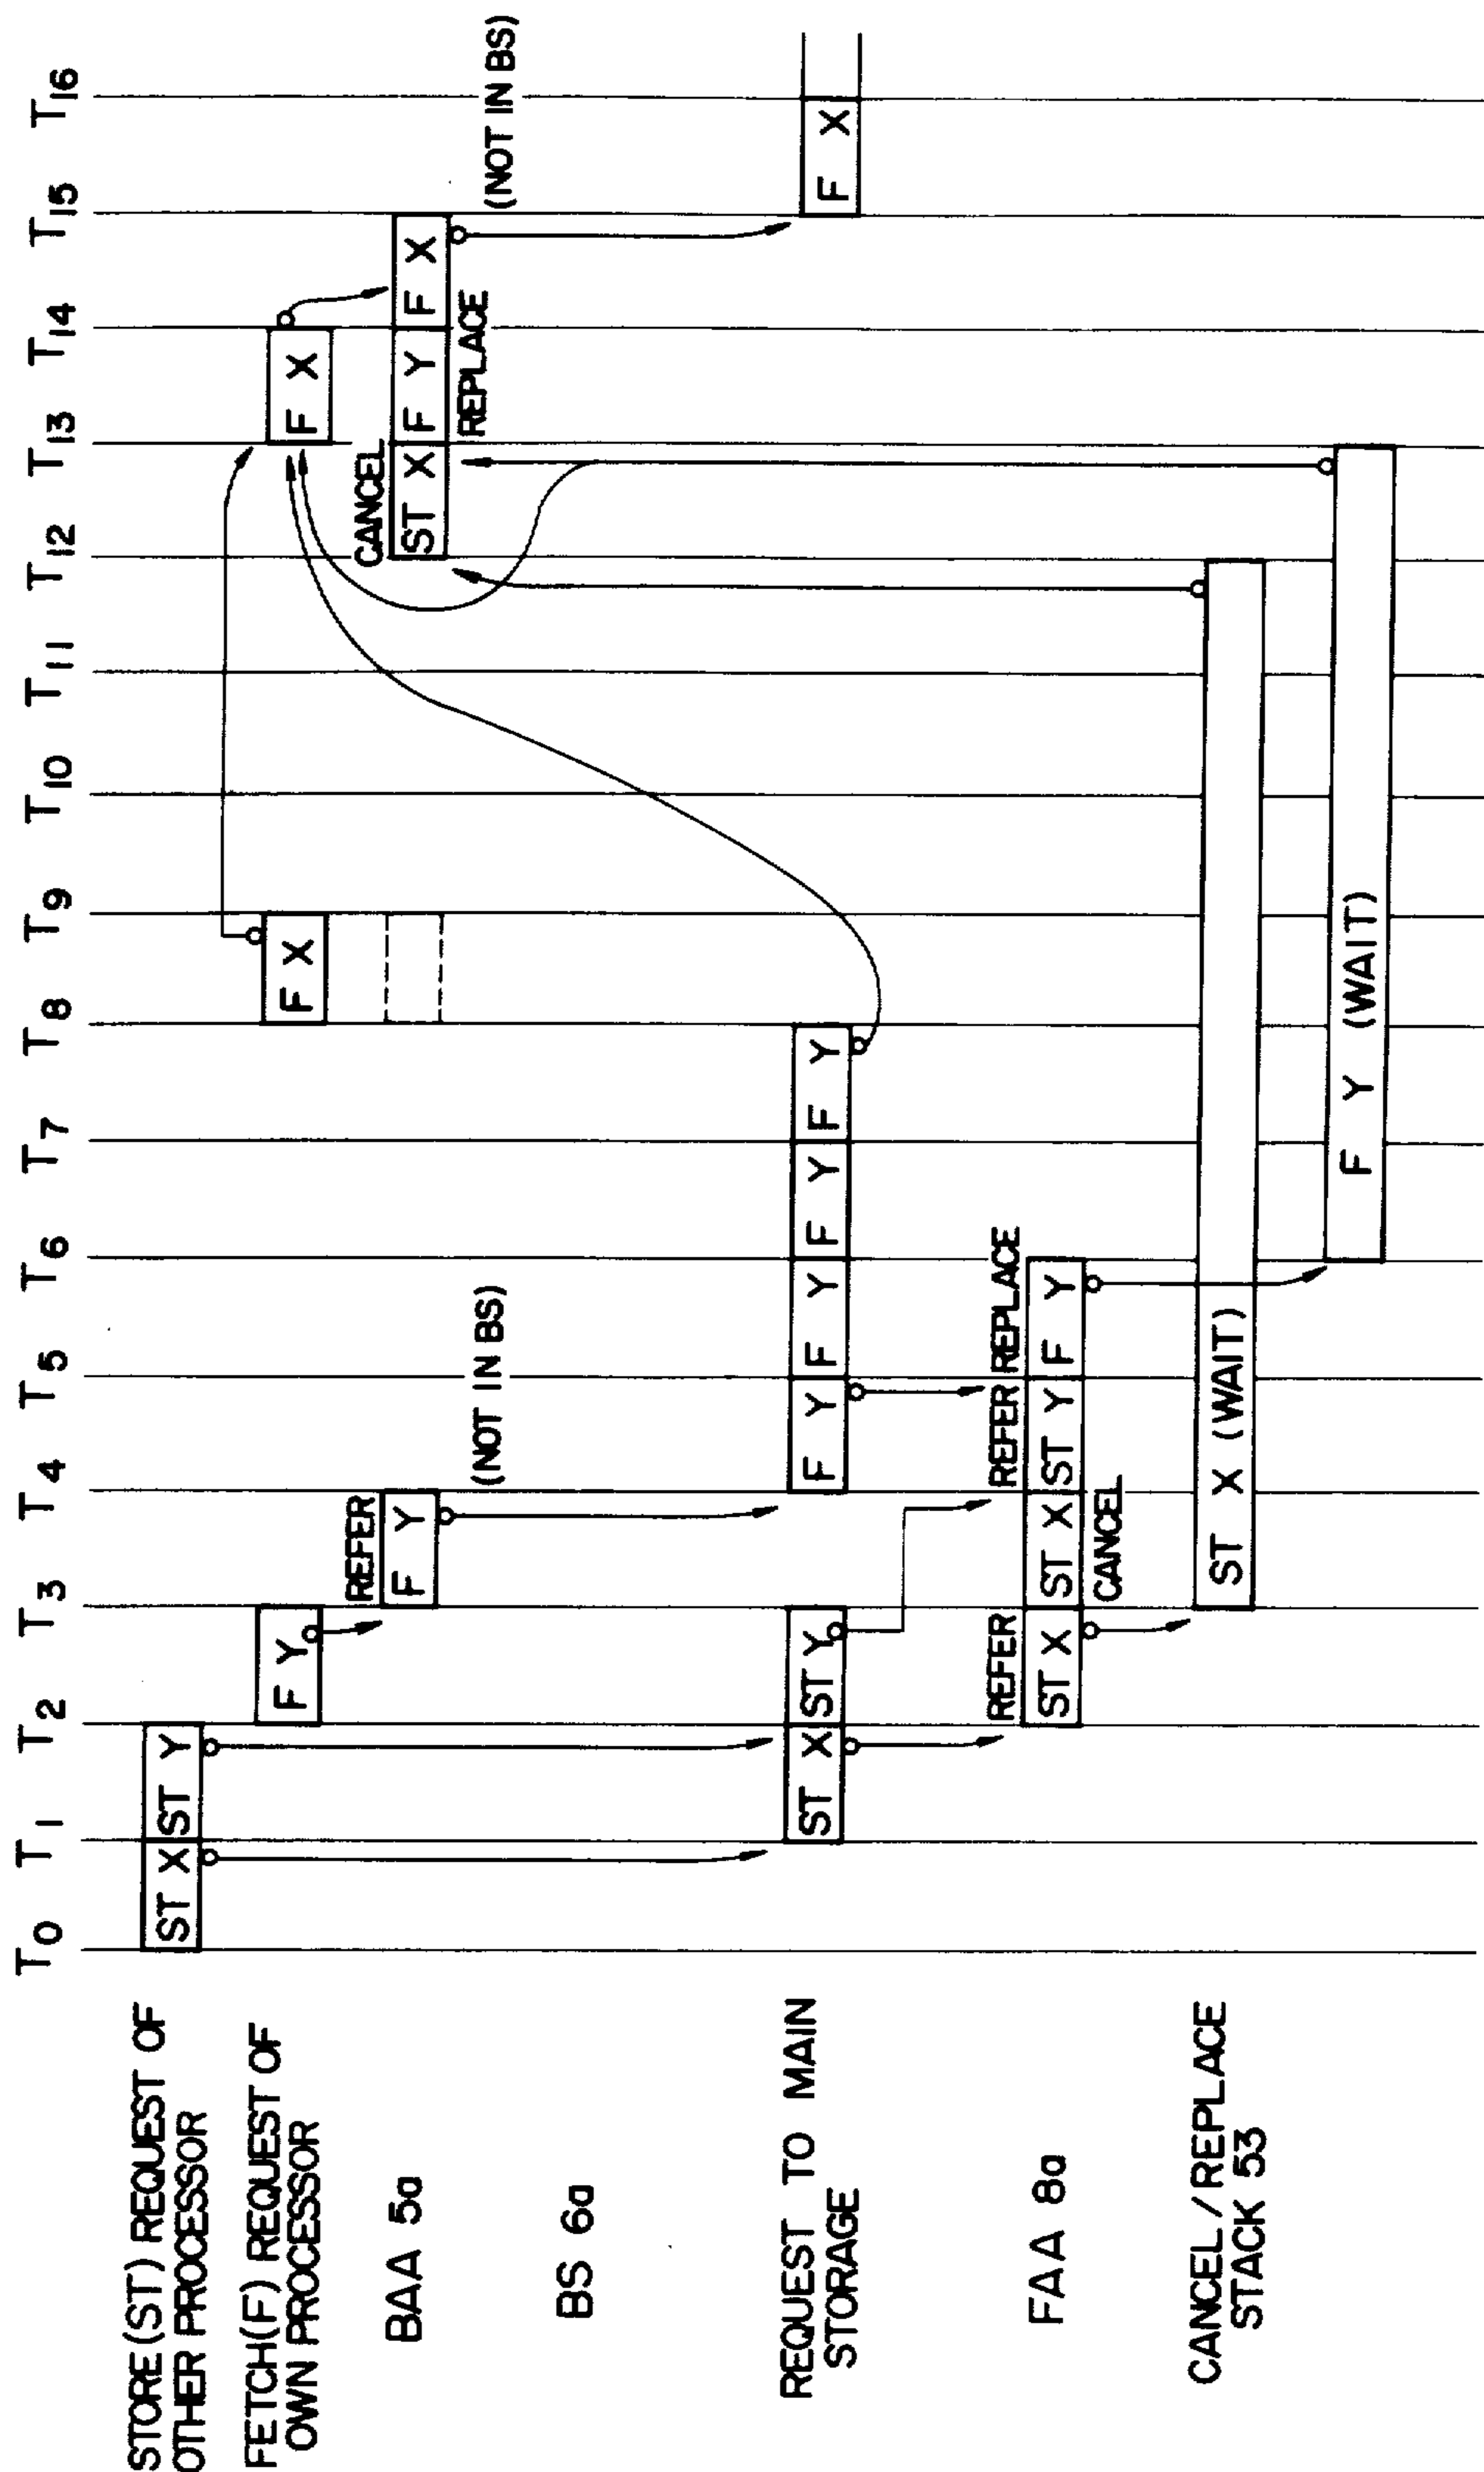 T0 T1 T2 T3 T4 T5 T6 T7 T8 T9 T10 T11 T12 T13 T14 T15 T16
STORE(ST) REQUEST OF
OTHER PROCESSOR
ST X ST Y
FETCH(F) REQUEST OF
OWN PROCESSOR
F Y F X F X
REFER CANCEL
BAA 5a
F Y ST X F Y F X
REPLACE
(NOT IN BS) (NOT IN BS)
BS 6a
REQUEST TO MAIN
STORAGE
ST X ST Y F Y F Y F Y F Y F X
REFER REFER REPLACE
FAA 8a
ST X ST X ST Y F Y
CANCEL
CANCEL/REPLACE
STACK 53
ST X (WAIT)
F Y (WAIT)